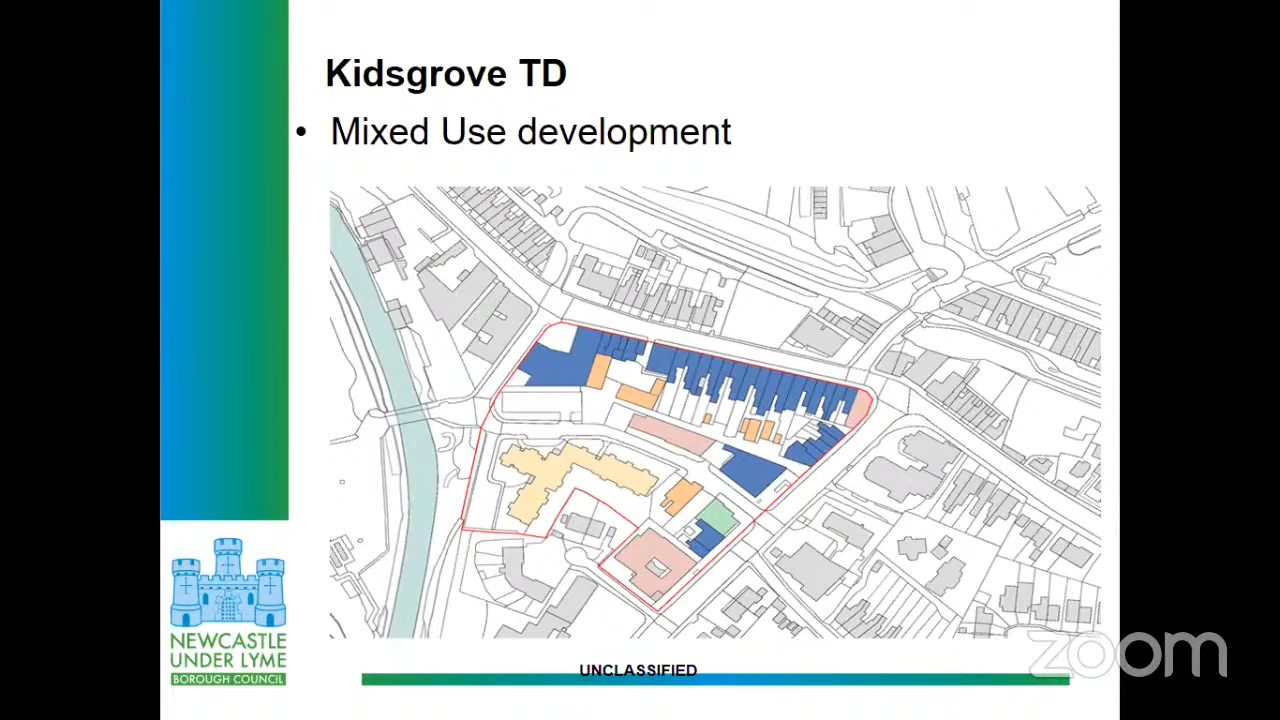 Kidsgrove TD
• Mixed Use development
NEWCASTLE
UNDER LYME
BOROUGH COUNCIL
UNCLASSIFIED
zoom